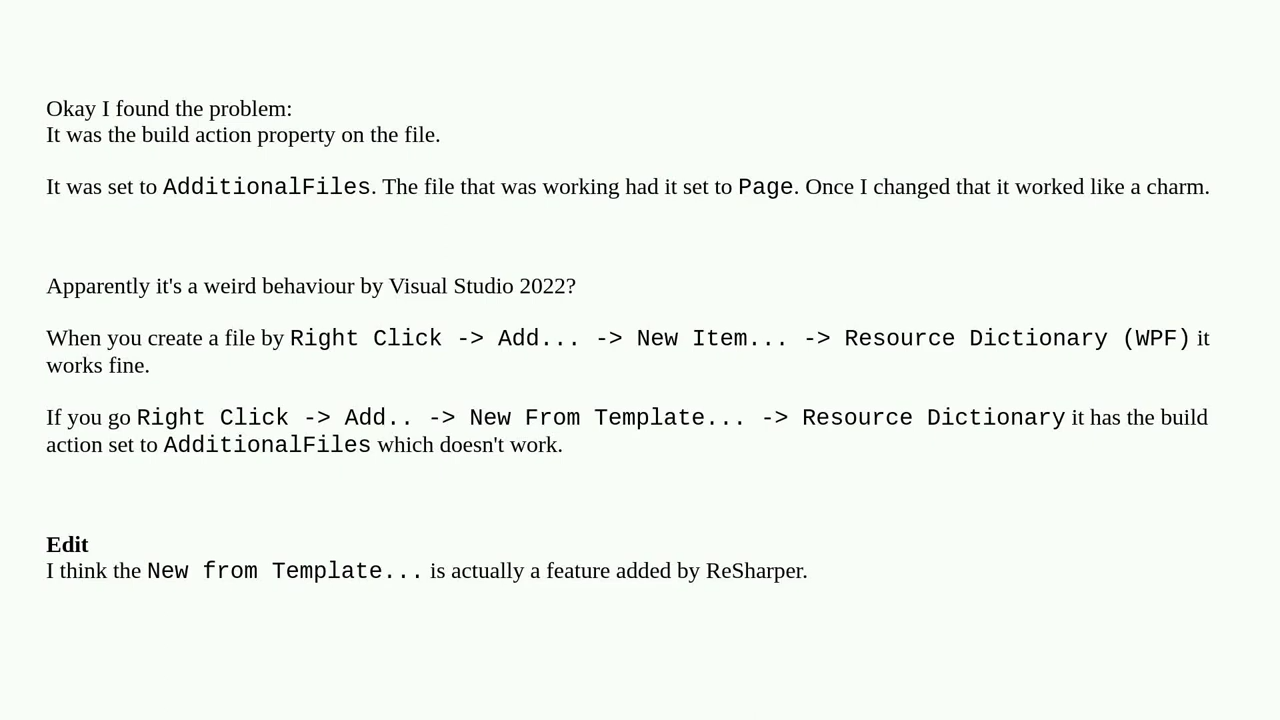 Okay I found the problem:
It was the build action property on the file.
It was set to AdditionalFiles. The file that was working had it set to Page. Once I changed that it worked like a charm.
Apparently it's a weird behaviour by Visual Studio 2022?
When you create a file by Right Click -> Add... -> New Item... -> Resource Dictionary (WPF) it
works fine.
If you go Right Click -> Add.. -> New From Template... -> Resource Dictionary it has the build
action set to AdditionalFiles which doesn't work.
Edit
I think the New from Template... is actually a feature added by ReSharper.